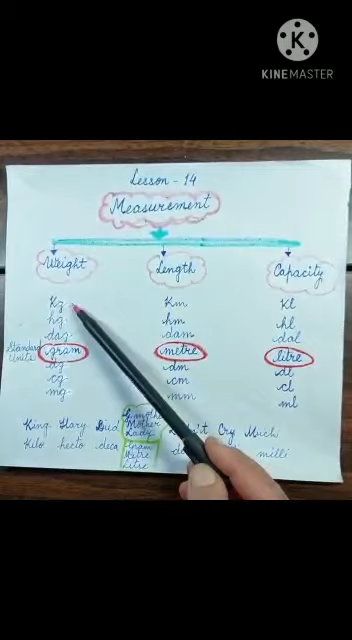 K
KINEMASTER
Lesson - 14
Measurement
Weight Length Capacity
Kg Km Kl
hg hm hl
dag dam dal
Standard Units gram metre litre
dg dm dl
cg cm cl
mg mm ml
King Hary Died Mother Lady Cry Much
Kilo hecto deca Gram Metre Litre milli